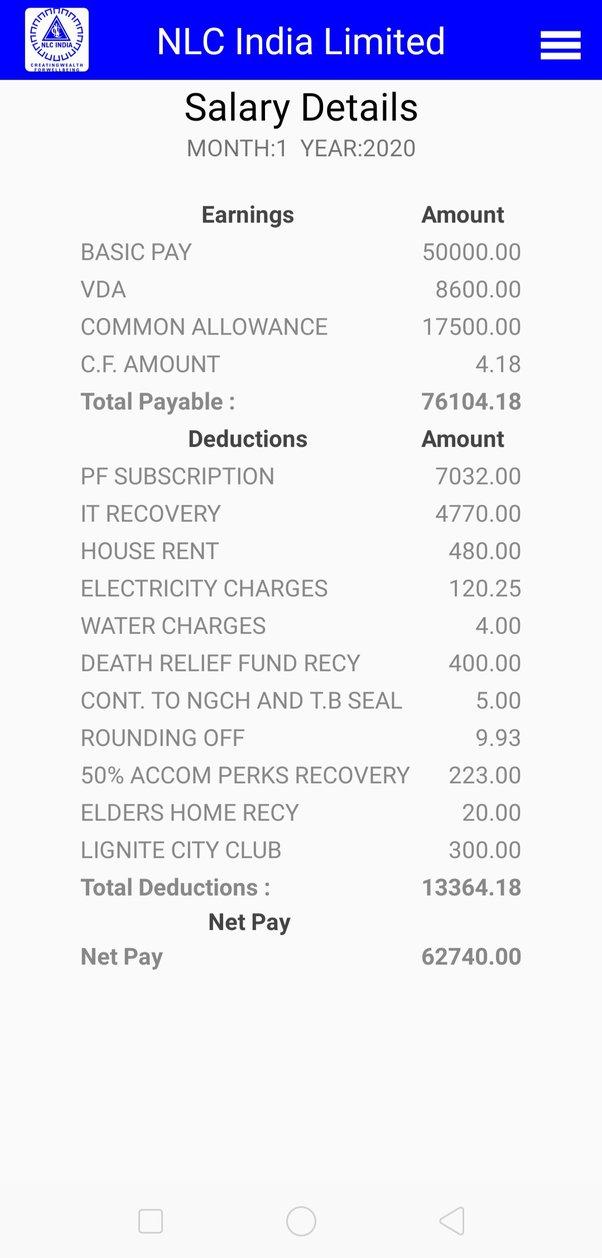 NLC INDIA
CREATING WEALTH
FOR WELLBEING
NLC India Limited
Salary Details
MONTH:1 YEAR:2020
Earnings Amount
BASIC PAY 50000.00
VDA 8600.00
COMMON ALLOWANCE 17500.00
C.F. AMOUNT 4.18
Total Payable : 76104.18
Deductions Amount
PF SUBSCRIPTION 7032.00
IT RECOVERY 4770.00
HOUSE RENT 480.00
ELECTRICITY CHARGES 120.25
WATER CHARGES 4.00
DEATH RELIEF FUND RECY 400.00
CONT. TO NGCH AND T.B SEAL 5.00
ROUNDING OFF 9.93
50% ACCOM PERKS RECOVERY 223.00
ELDERS HOME RECY 20.00
LIGNITE CITY CLUB 300.00
Total Deductions : 13364.18
Net Pay
Net Pay 62740.00